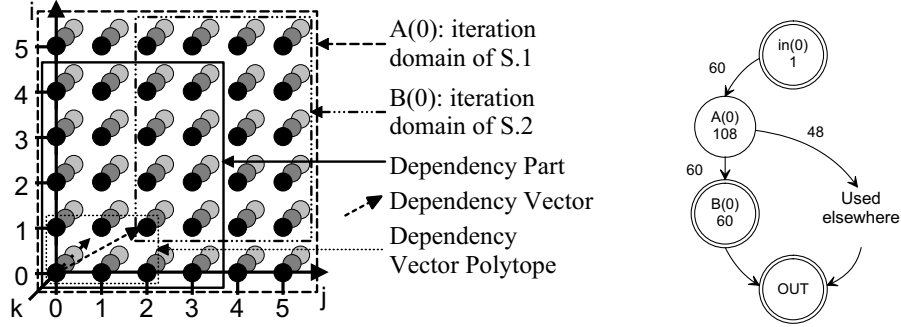 i
5
4
3
2
1
0
k
0 1 2 3 4 5
j
A(0): iteration
domain of S.1
B(0): iteration
domain of S.2
Dependency Part
Dependency Vector
Dependency
Vector Polytope
in(0)
1
60
A(0)
108
48
60
B(0)
60
Used
elsewhere
OUT